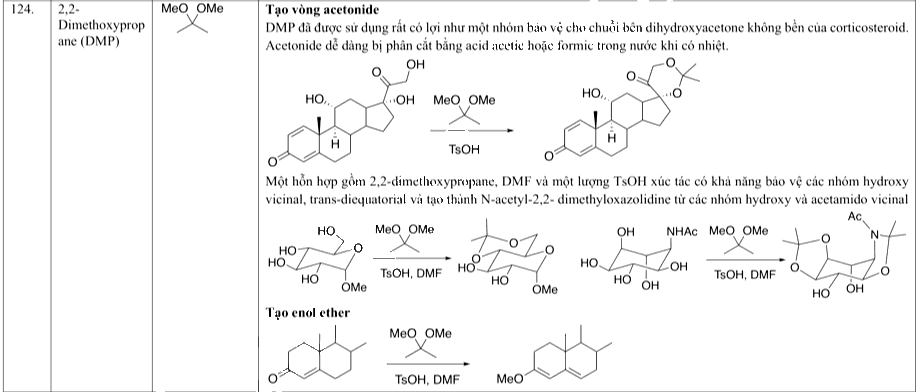 124.
2,2-
Dimethoxyprop
ane (DMP)
MeO OMe
Tạo vòng acetonide
DMP đã được sử dụng rất có lợi như một nhóm bảo vệ cho chuỗi bên dihydroxyacetone không bền của corticosteroid.
Acetonide dễ dàng bị phân cắt bằng acid acetic hoặc formic trong nước khi có nhiệt.
OH
O
HO,,
OH
H
O
MeO OMe
TsOH
O
O
O
HO,,
H
O
Một hỗn hợp gồm 2,2-dimethoxypropane, DMF và một lượng TsOH xúc tác có khả năng bảo vệ các nhóm hydroxy
vicinal, trans-diequatorial và tạo thành N-acetyl-2,2- dimethyloxazolidine từ các nhóm hydroxy và acetamido vicinal
HO
HO
HO
O
HO
OMe
MeO OMe
TsOH, DMF
O
O
O
HO
HO
OMe
OH
NHAc
HO
OH
HO
OH
MeO OMe
TsOH, DMF
Ac
N
O
O
O
HO
OH
Tạo enol ether
O
MeO OMe
TsOH, DMF
MeO